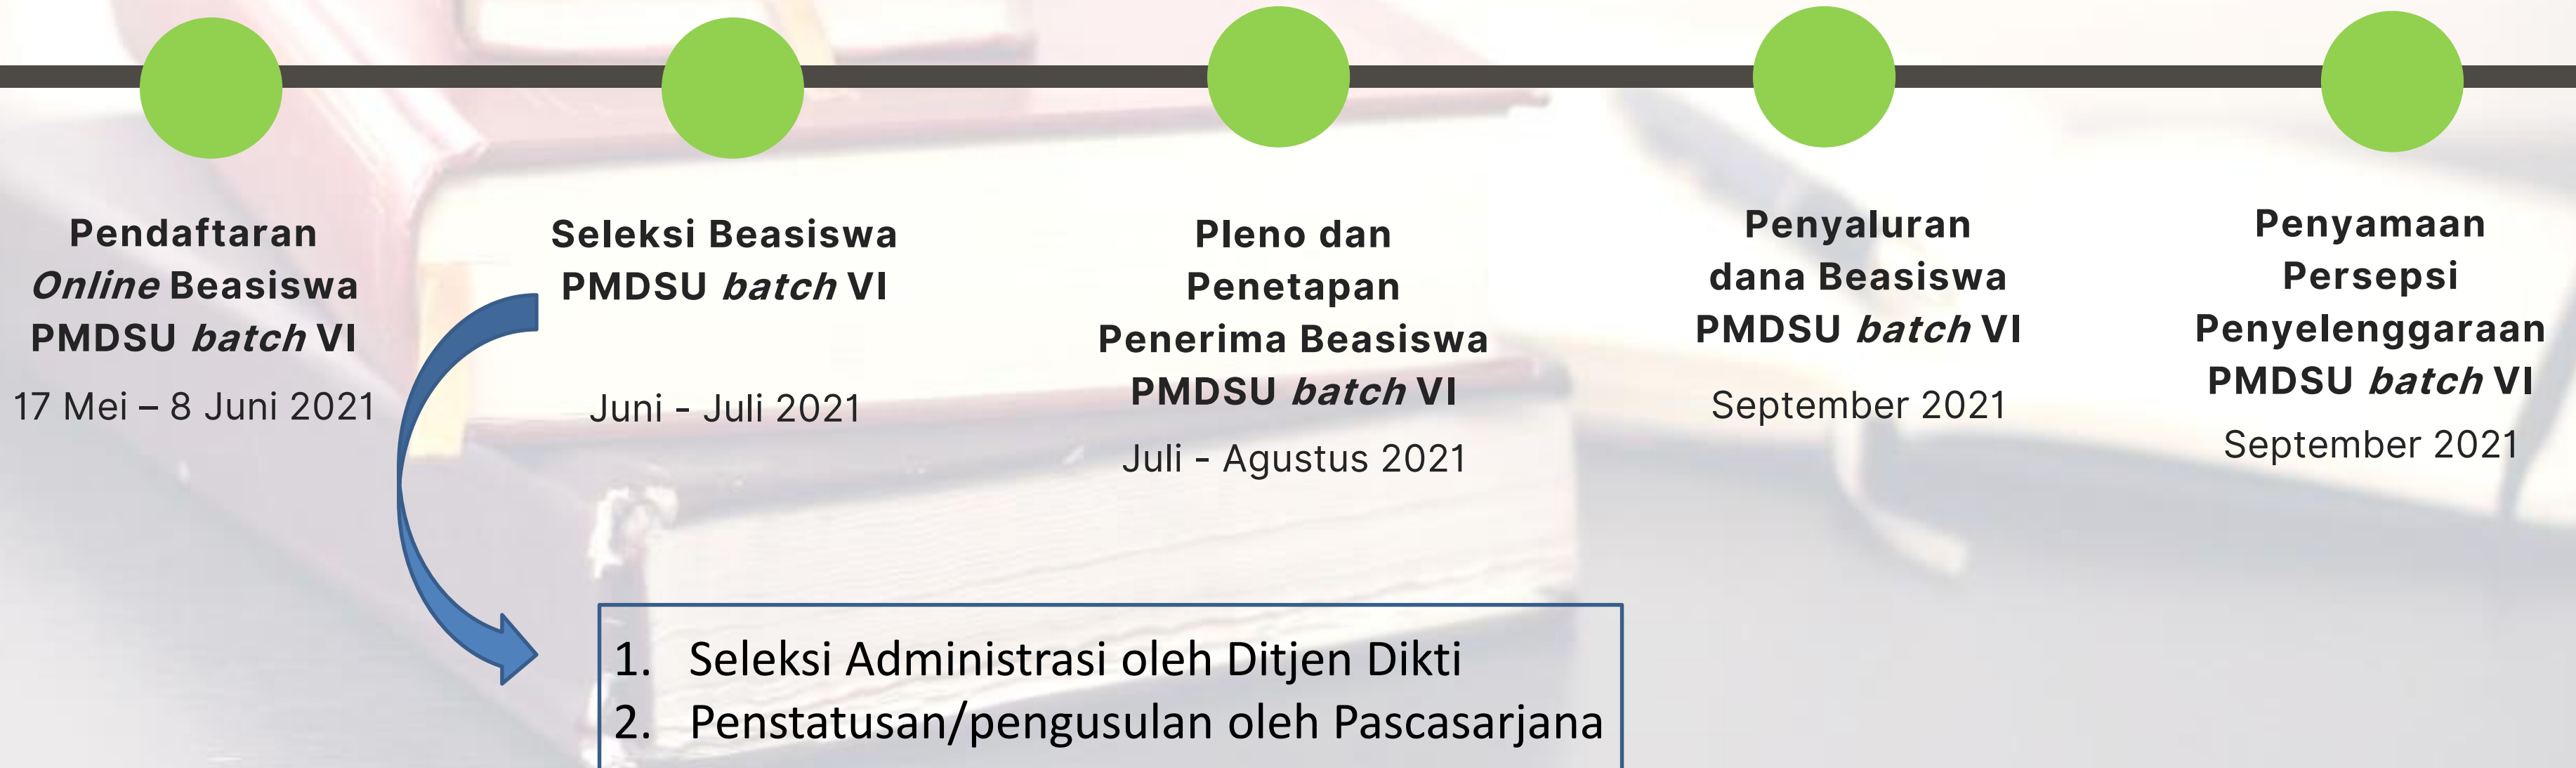 Pendaftaran
Online Beasiswa
PMDSU batch VI
17 Mei – 8 Juni 2021
Seleksi Beasiswa
PMDSU batch VI
Juni - Juli 2021
Pleno dan
Penetapan
Penerima Beasiswa
PMDSU batch VI
Juli - Agustus 2021
Penyaluran
dana Beasiswa
PMDSU batch VI
September 2021
Penyamaan
Persepsi
Penyelenggaraan
PMDSU batch VI
September 2021
1. Seleksi Administrasi oleh Ditjen Dikti
2. Penstatusan/pengusulan oleh Pascasarjana